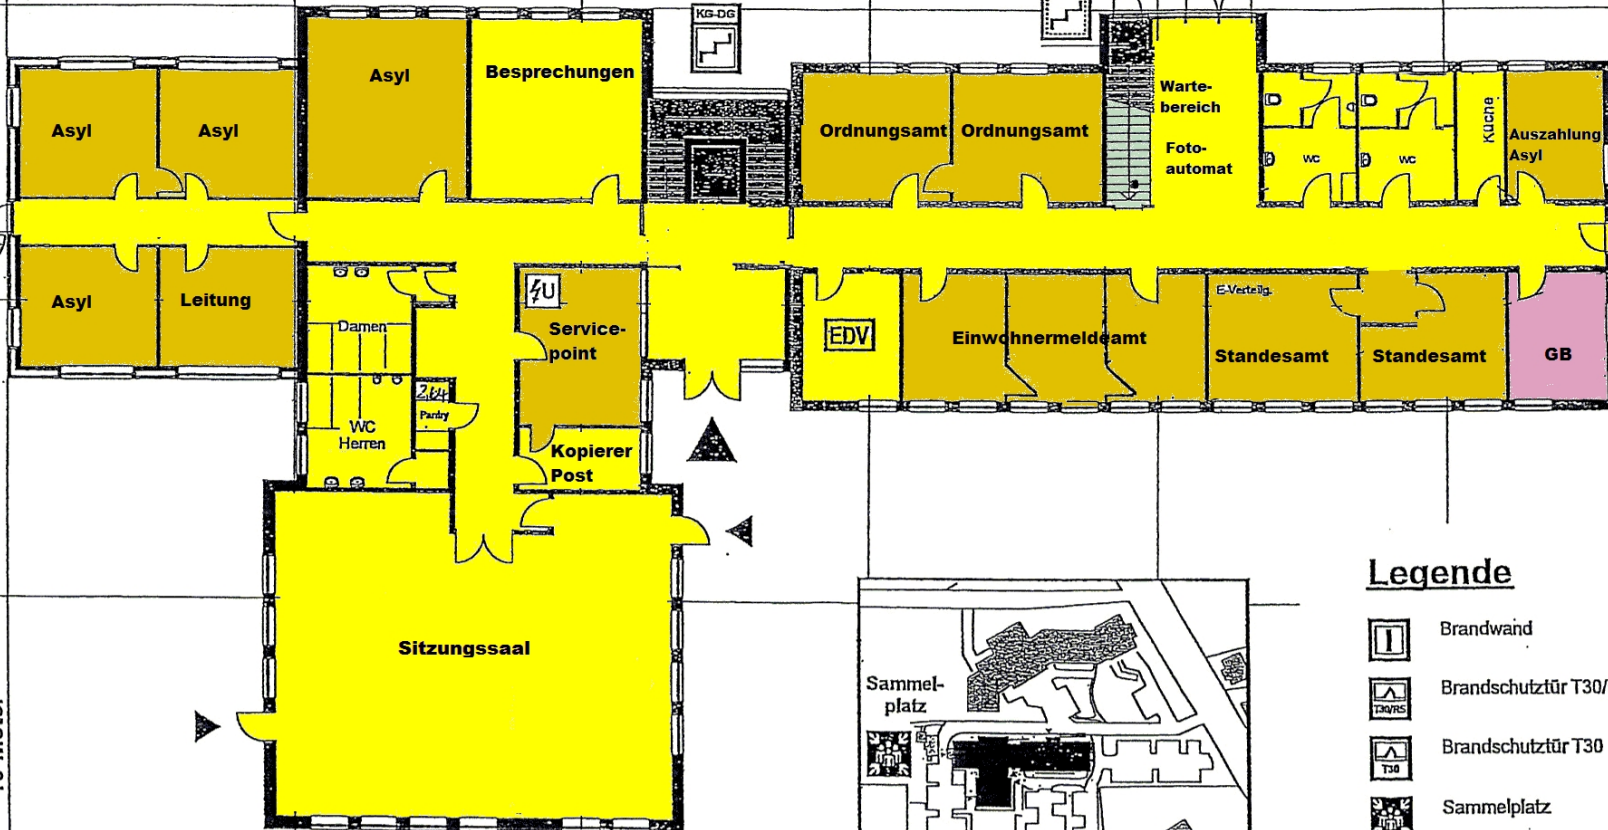 KG-DG
Asyl
Besprechungen
Asyl
Asyl
Ordnungsamt
Ordnungsamt
Warte-
bereich
Foto-
automat
WC
WC
Küche
Auszahlung
Asyl
Asyl
Leitung
Damen
WC
Herren
Pantry
U
Service-
point
Kopierer
Post
EDV
Einwohnermeldeamt
E-Verteilg.
Standesamt
Standesamt
GB
Sitzungssaal
Sammel-
platz
Legende
Brandwand
T30/RS
Brandschutztür T30/
T30
Brandschutztür T30
Sammelplatz